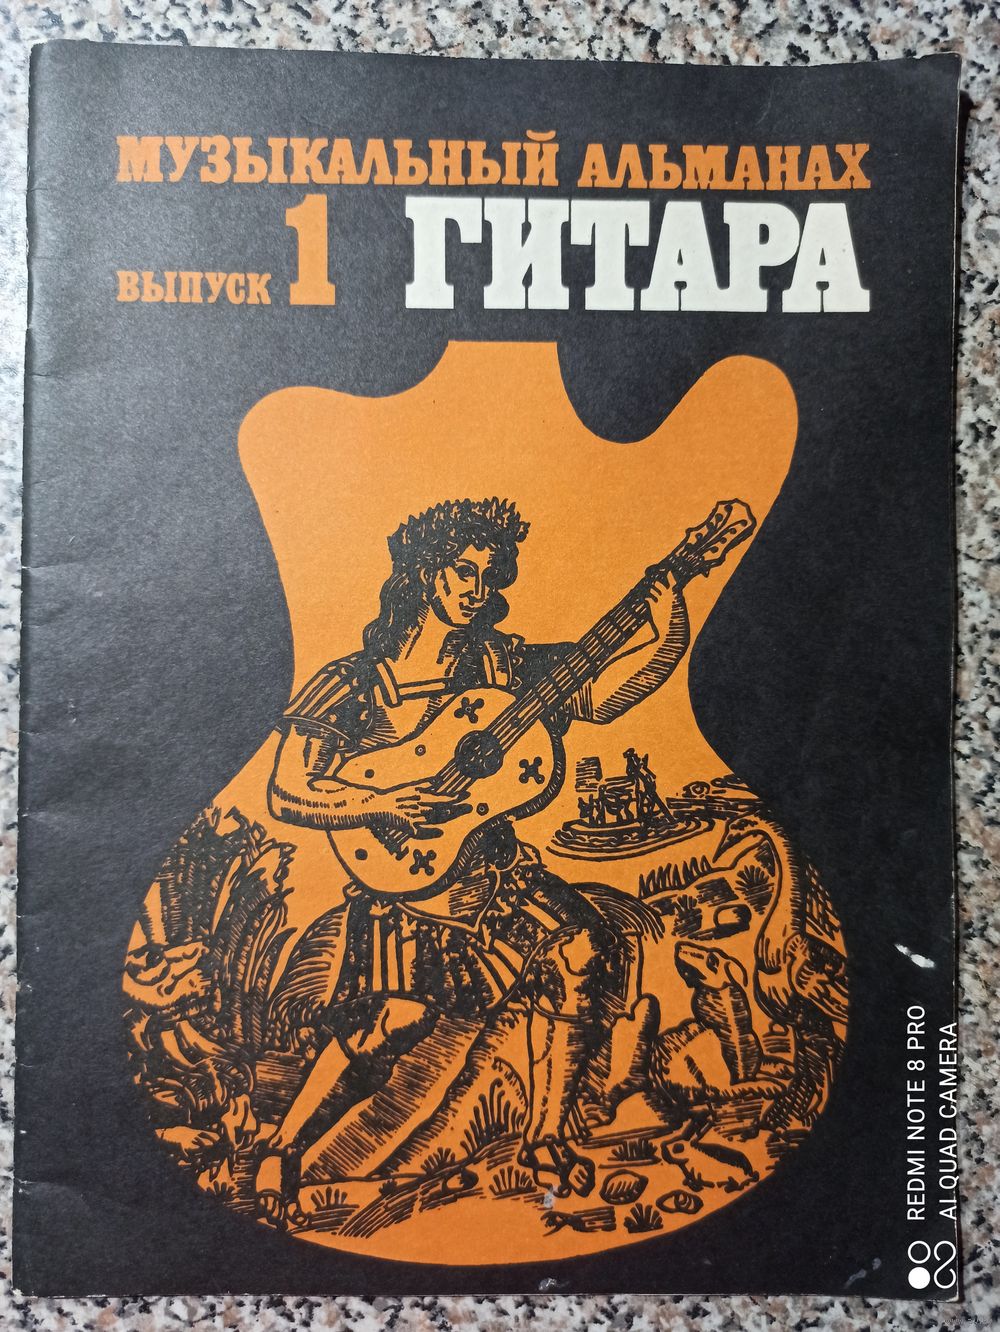 МУЗЫКАЛЬНЫЙ АЛЬМАНАХ
ВЫПУСК 1 ГИТАРА
REDMI NOTE 8 PRO
AI QUAD CAMERA